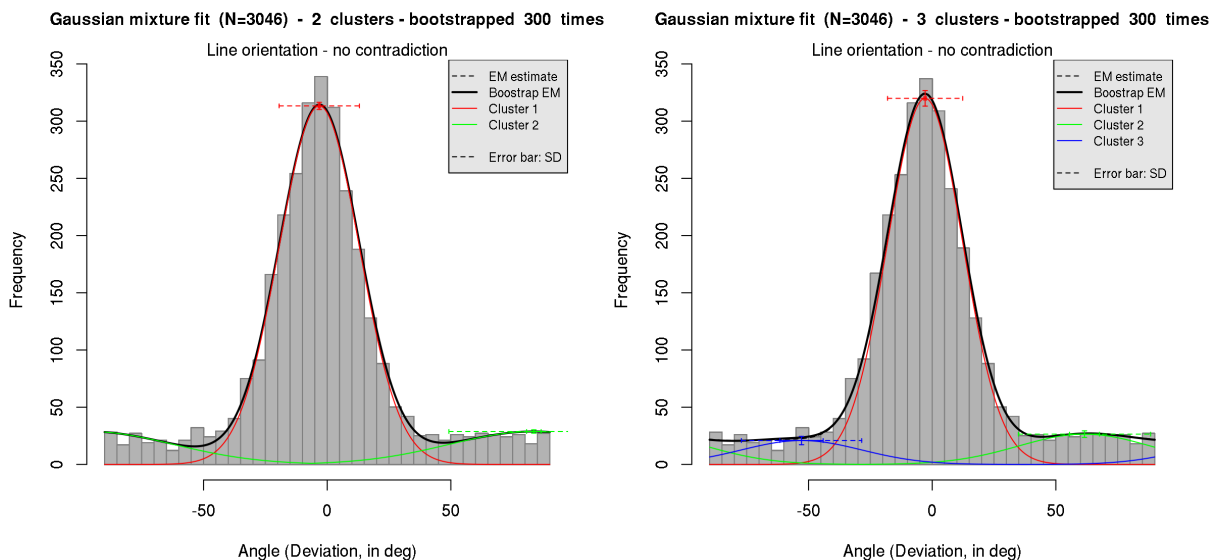 Gaussian mixture fit (N=3046) - 2 clusters - bootstrapped 300 times
Line orientation - no contradiction
EM estimate
Boostrap EM
Cluster 1
Cluster 2
Error bar: SD
Frequency
0
50
100
150
200
250
300
350
-50
0
50
Angle (Deviation, in deg)
Gaussian mixture fit (N=3046) - 3 clusters - bootstrapped 300 times
Line orientation - no contradiction
EM estimate
Boostrap EM
Cluster 1
Cluster 2
Cluster 3
Error bar: SD
Frequency
0
50
100
150
200
250
300
350
-50
0
50
Angle (Deviation, in deg)